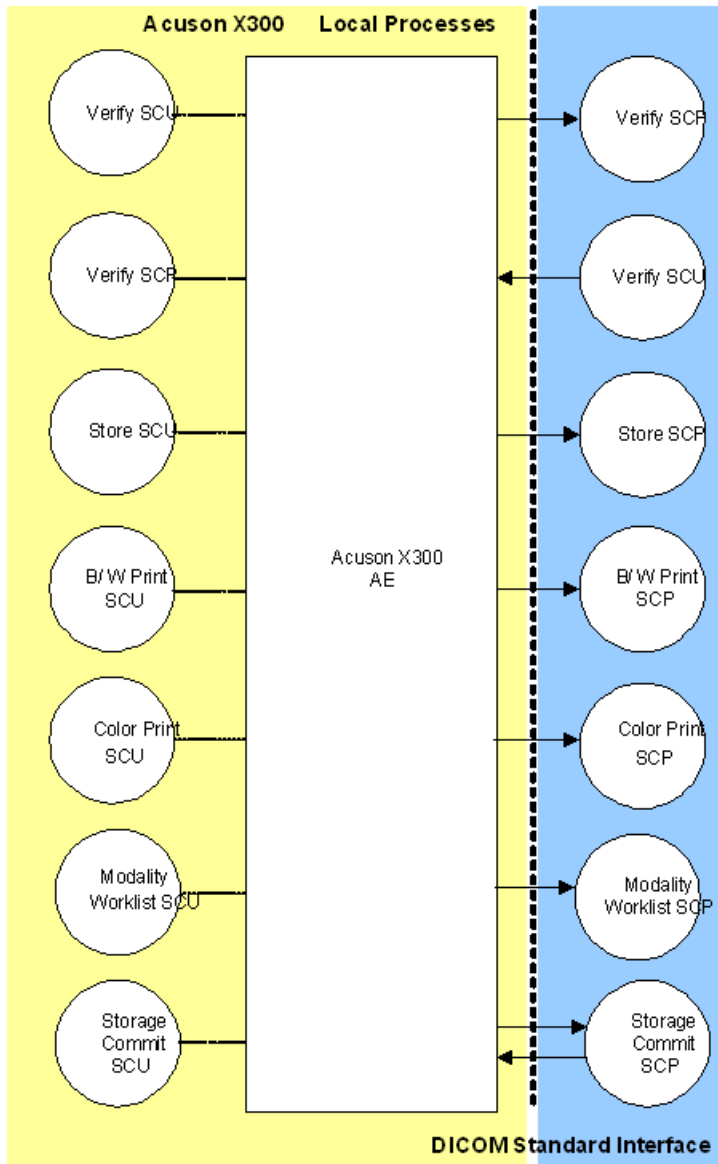 Acuson X300 Local Processes
Verify SCU
Verify SCP
Verify SCP
Verify SCU
Store SCU
Store SCP
B/W Print
SCU
Acuson X300
AE
B/W Print
SCP
Color Print
SCU
Color Print
SCP
Modality
Worklist SCU
Modality
Worklist SCP
Storage
Commit
SCU
Storage
Commit
SCP
DICOM Standard Interface